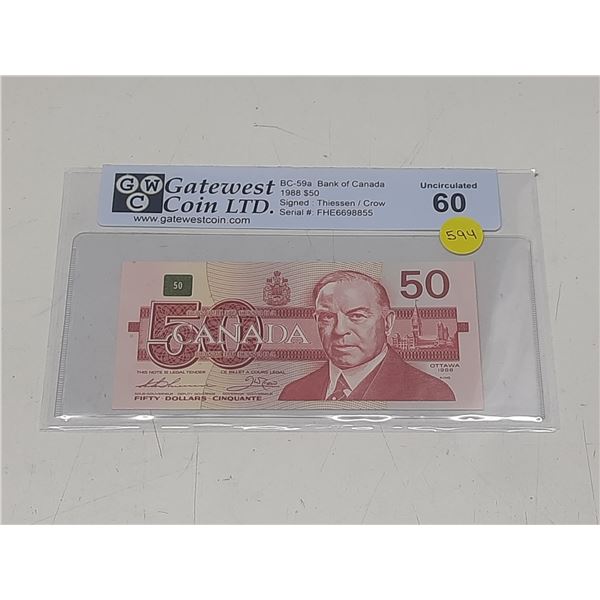 GWC
Gatewest
Coin LTD.
www.gatewestcoin.com
BC-59a Bank of Canada
1988 $50
Signed : Thiessen / Crow
Serial #: FHE6698855
Uncirculated
60
594
50
50
50
CANADA
THIS NOTE IS LEGAL TENDER
CE BILLET A COURS LEGAL
OTTAWA
1988
FIFTY DOLLARS CINQUANTE